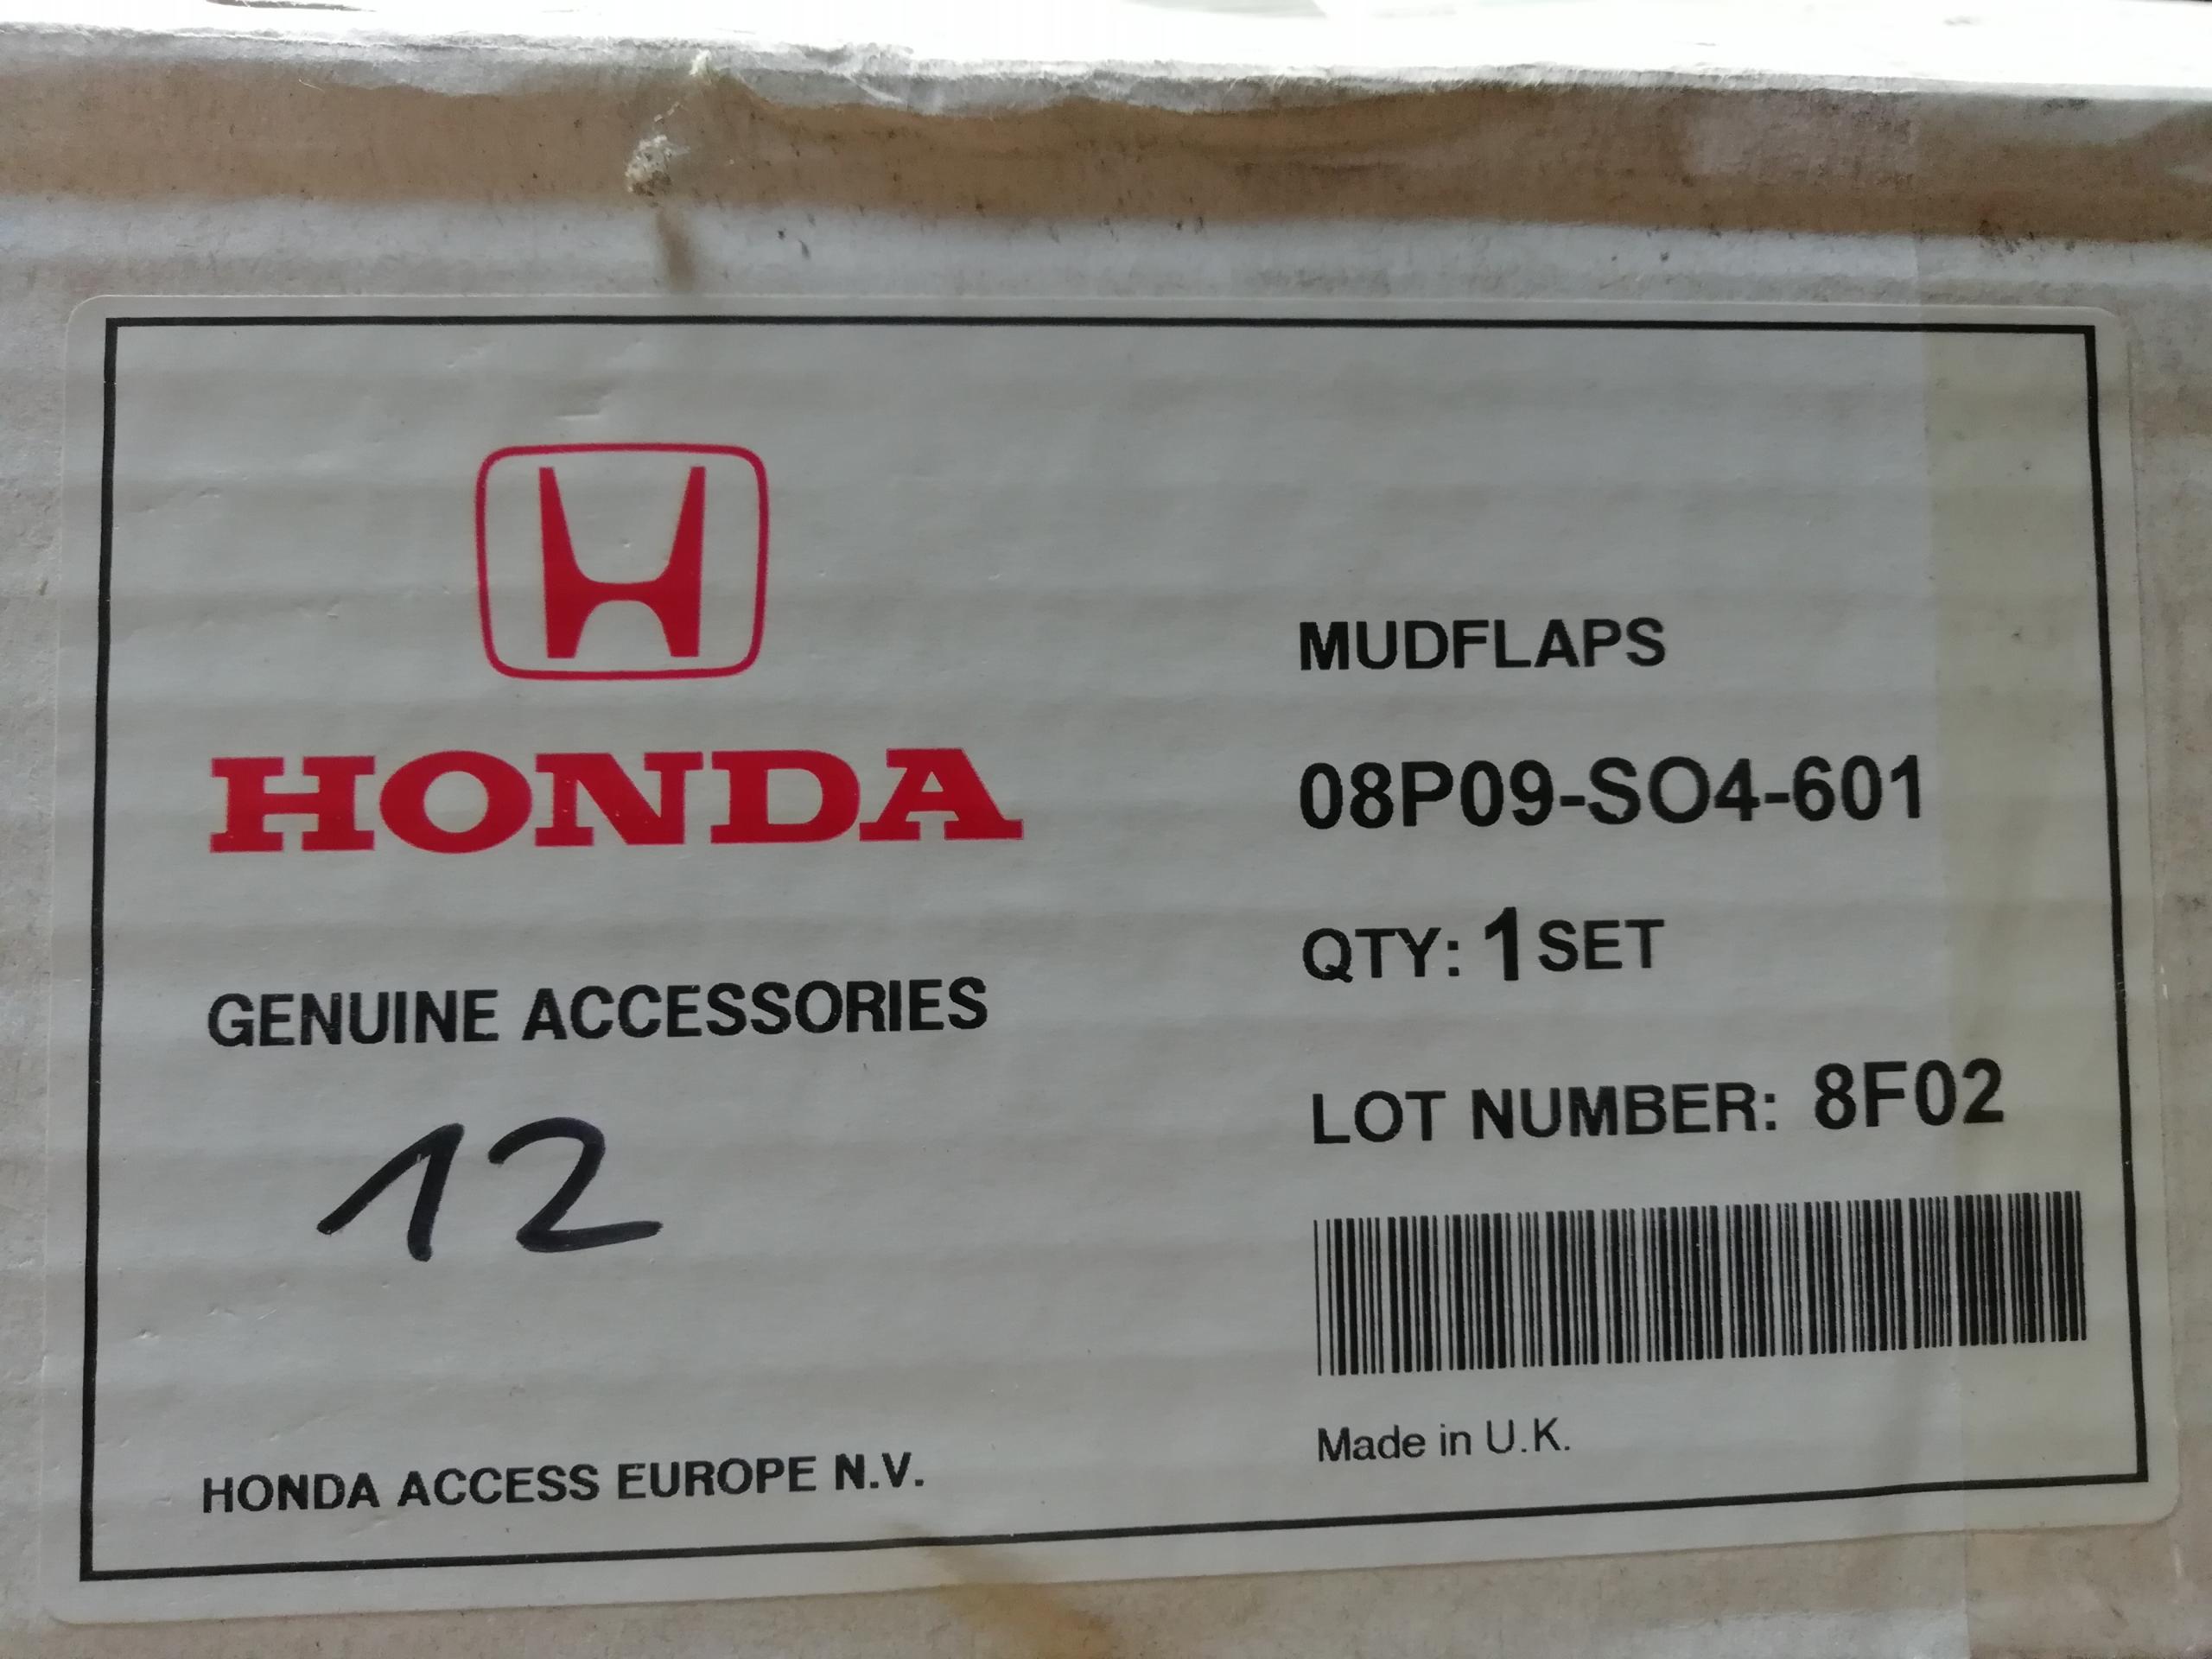 HONDA
GENUINE ACCESSORIES
12
HONDA ACCESS EUROPE N.V.
MUDFLAPS
08P09-SO4-601
QTY: 1 SET
LOT NUMBER: 8F02
Made in U.K.